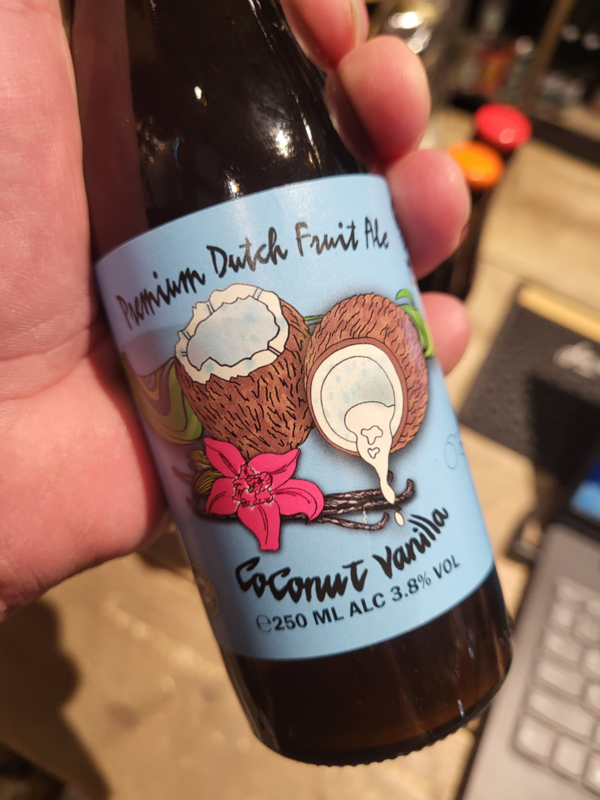 Premium Dutch Fruit Ale
Coconut Vanilla
℮250 ML ALC 3.8% VOL